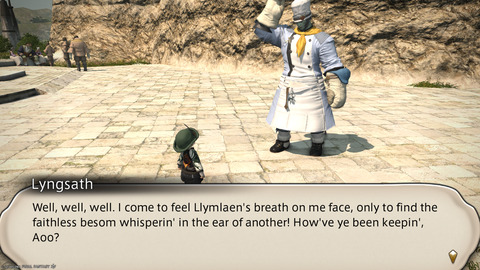 Lyngsath
Well, well, well. I come to feel Llymlaen's breath on me face, only to find the
faithless besom whisperin' in the ear of another! How've ye been keepin',
Aoo?